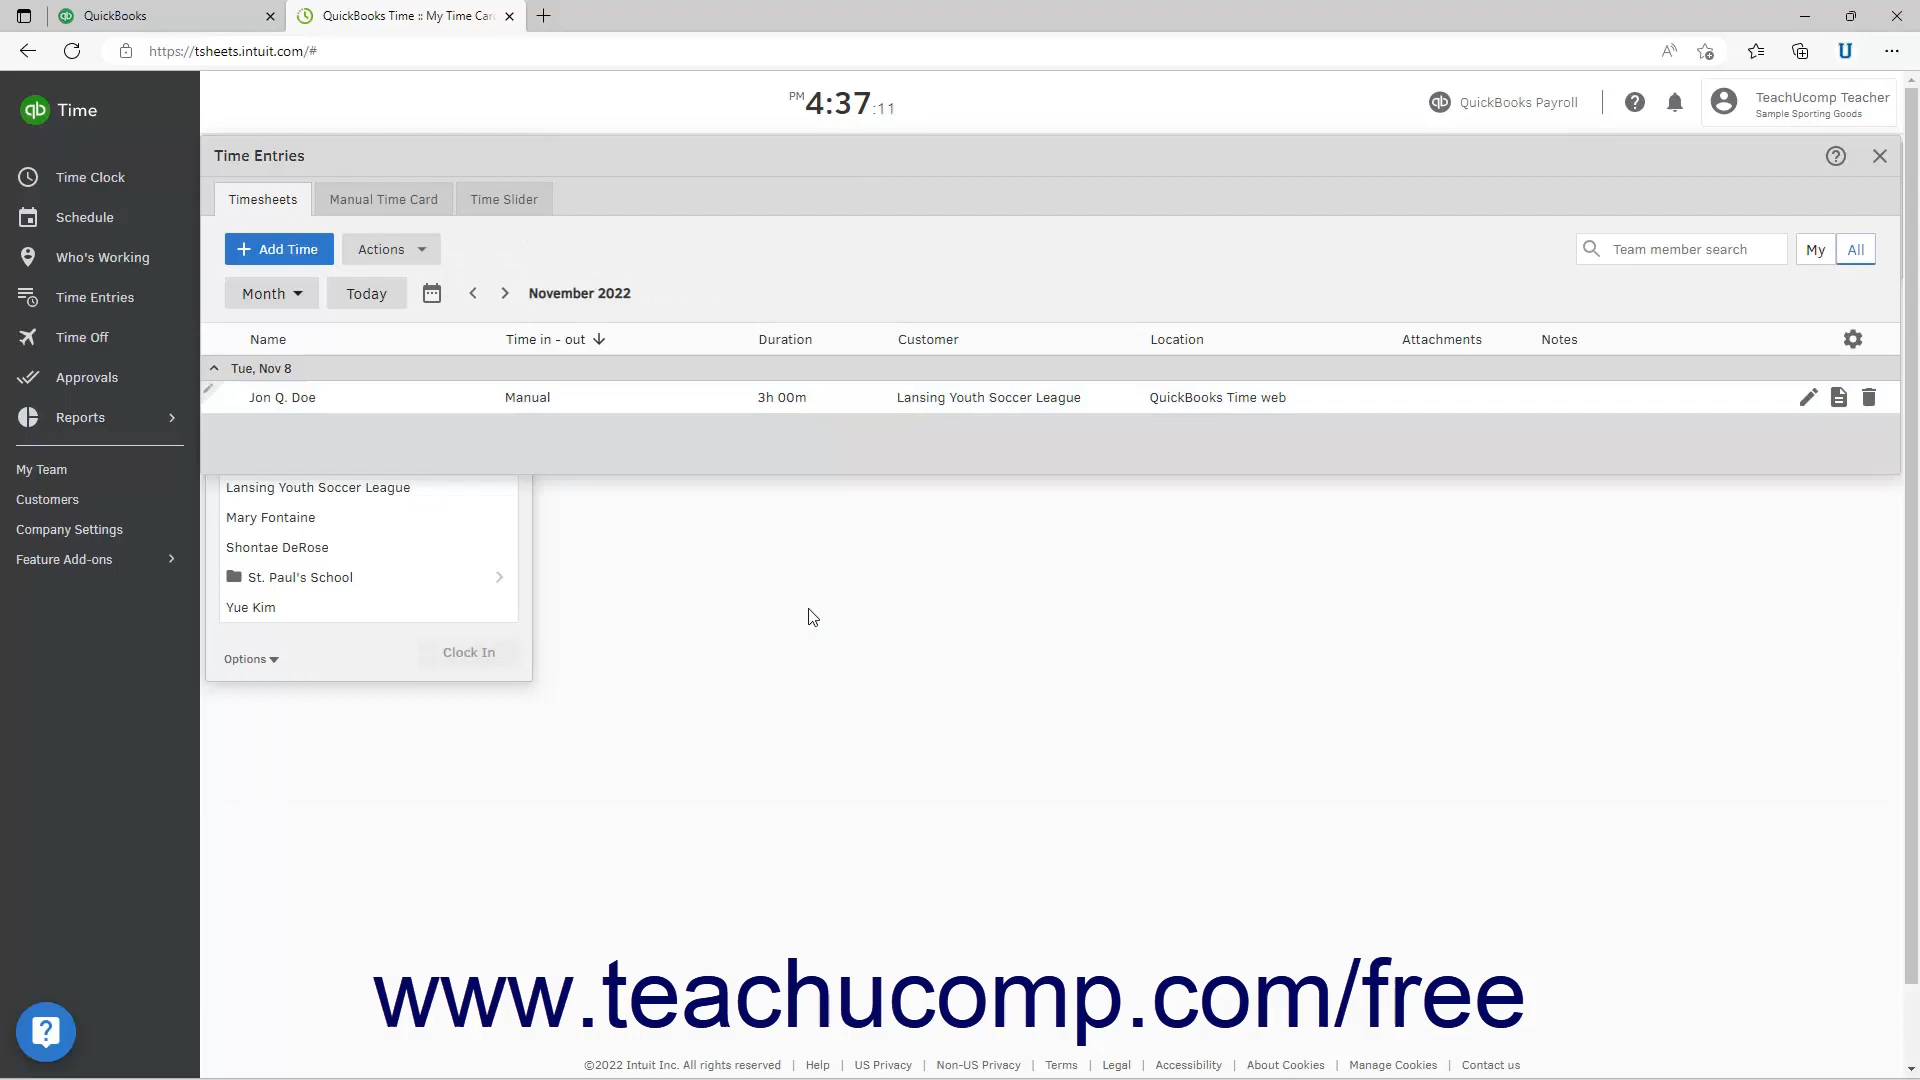 QuickBooks
QuickBooks Time :: My Time Car
https://tsheets.intuit.com/#
qb Time
PM 4:37:11
qb QuickBooks Payroll
TeachUcomp Teacher
Sample Sporting Goods
Time Clock
Schedule
Who's Working
Time Entries
Time Off
Approvals
Reports
My Team
Customers
Company Settings
Feature Add-ons
Time Entries
Timesheets Manual Time Card Time Slider
+ Add Time Actions Team member search My All
Month Today November 2022
Name Time in - out Duration Customer Location Attachments Notes
Tue, Nov 8
Jon Q. Doe Manual 3h 00m Lansing Youth Soccer League QuickBooks Time web
Lansing Youth Soccer League
Mary Fontaine
Shontae DeRose
St. Paul's School
Yue Kim
Options Clock In
www.teachucomp.com/free
©2022 Intuit Inc. All rights reserved | Help | US Privacy | Non-US Privacy | Terms | Legal | Accessibility | About Cookies | Manage Cookies | Contact us